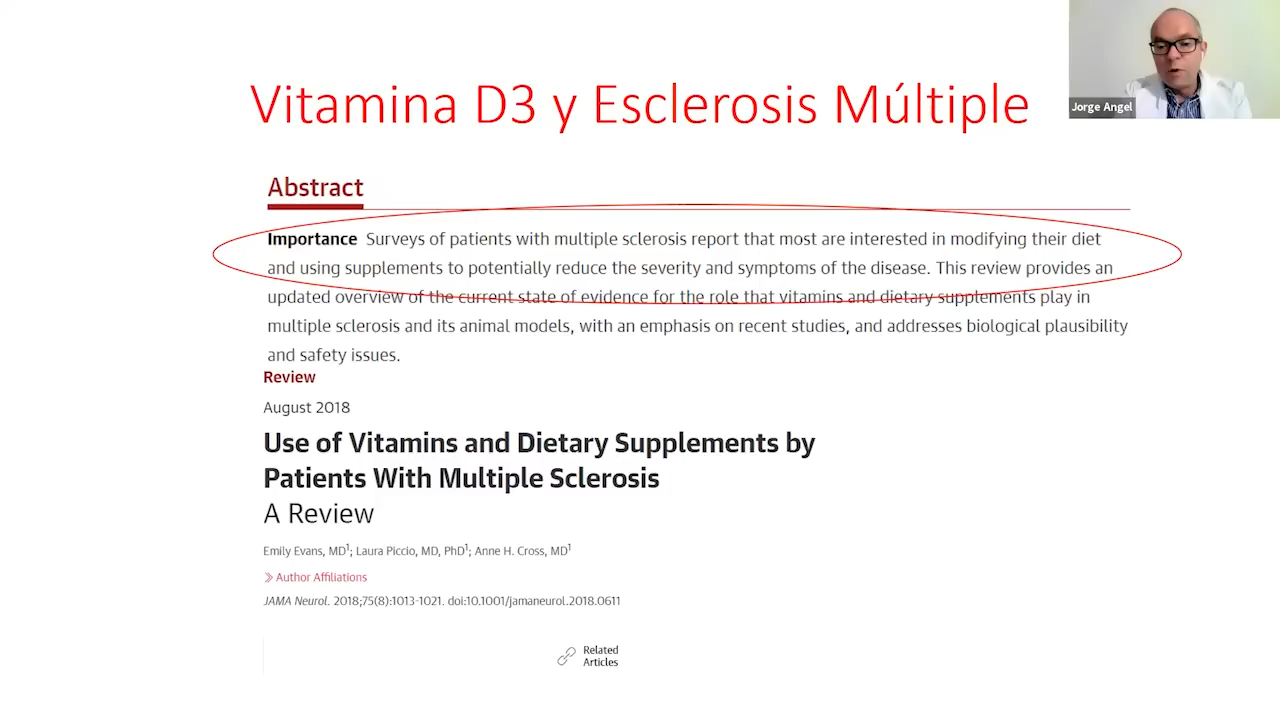 Vitamina D3 y Esclerosis Múltiple
Jorge Angel
Abstract
Importance Surveys of patients with multiple sclerosis report that most are interested in modifying their diet
and using supplements to potentially reduce the severity and symptoms of the disease. This review provides an
updated overview of the current state of evidence for the role that vitamins and dietary supplements play in
multiple sclerosis and its animal models, with an emphasis on recent studies, and addresses biological plausibility
and safety issues.
Review
August 2018
Use of Vitamins and Dietary Supplements by
Patients With Multiple Sclerosis
A Review
Emily Evans, MD1; Laura Piccio, MD, PhD1; Anne H. Cross, MD1
Author Affiliations
JAMA Neurol. 2018;75(8):1013-1021. doi:10.1001/jamaneurol.2018.0611
Related
Articles